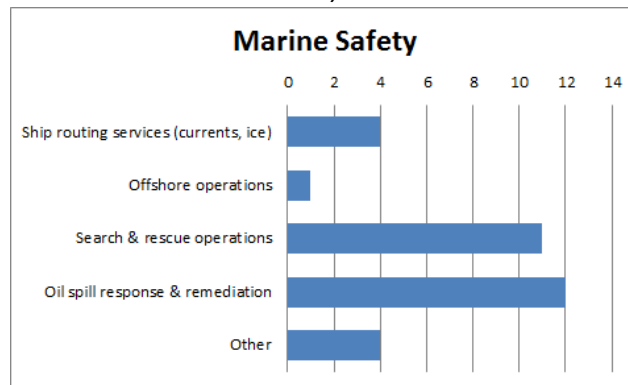 Marine Safety
0 2 4 6 8 10 12 14
Ship routing services (currents, ice)
Offshore operations
Search & rescue operations
Oil spill response & remediation
Other